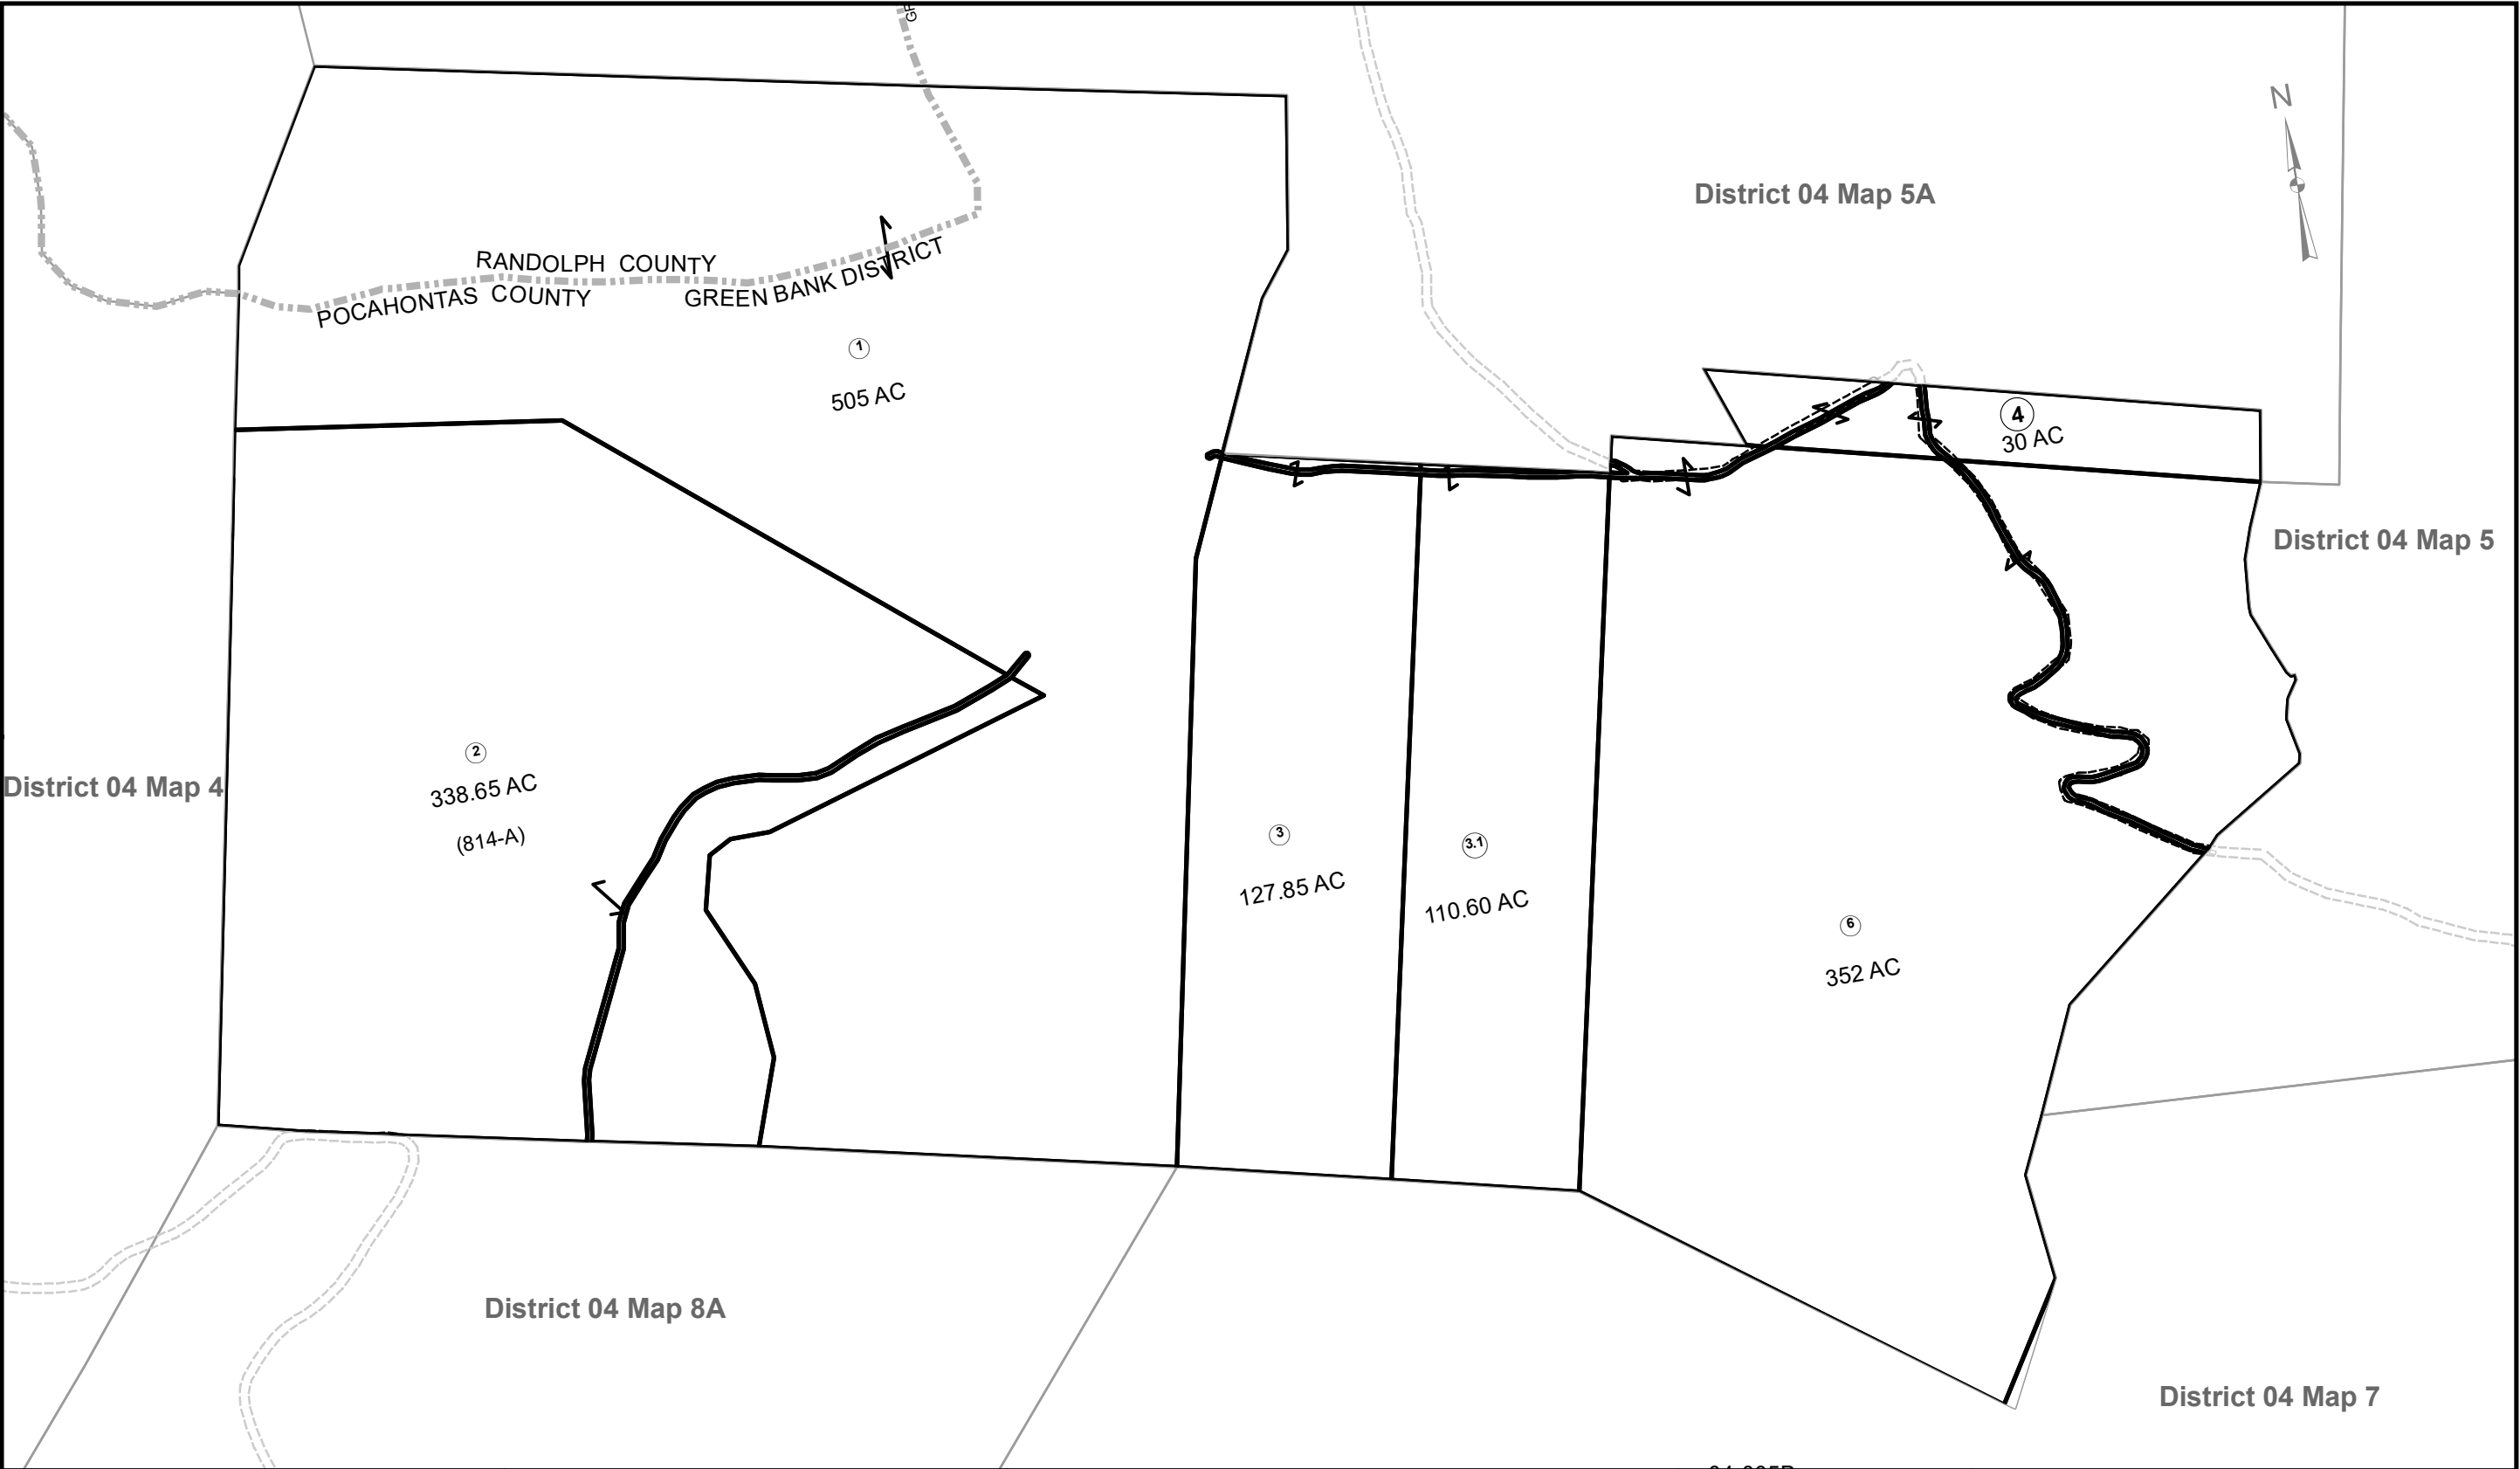 N
District 04 Map 5A
RANDOLPH COUNTY
POCAHONTAS COUNTY
GREEN BANK DISTRICT
1
505 AC
4
30 AC
District 04 Map 5
2
338.65 AC
(814-A)
District 04 Map 4
3
127.85 AC
3.1
110.60 AC
6
352 AC
District 04 Map 8A
District 04 Map 7